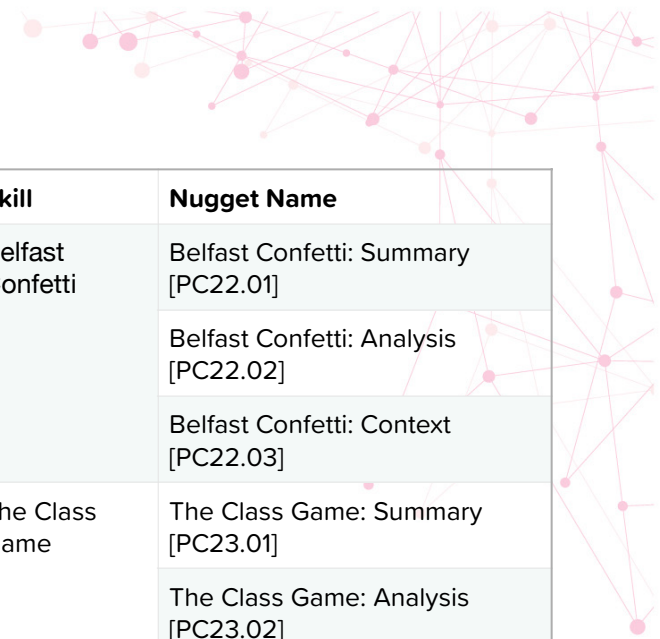 kill Nugget Name
elfast Belfast Confetti: Summary
onfetti [PC22.01]
Belfast Confetti: Analysis
[PC22.02]
Belfast Confetti: Context
[PC22.03]
he Class The Class Game: Summary
ame [PC23.01]
The Class Game: Analysis
[PC23.02]